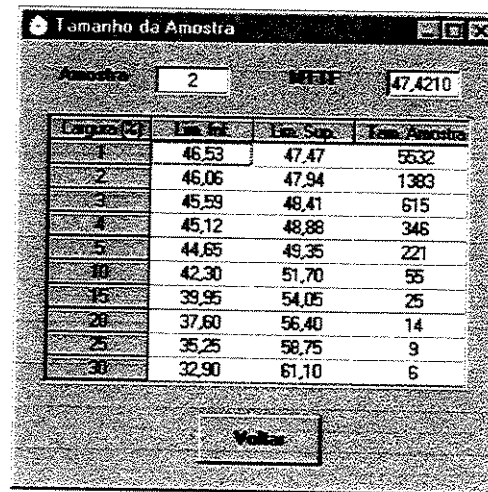 Tamanho da Amostra
Amostra 2 47,4210
Largura (%) Lim. Inf. Lim. Sup. Tam. Amostra
1 46,53 47,47 5532
2 46,06 47,94 1383
3 45,59 48,41 615
4 45,12 48,88 346
5 44,65 49,35 221
10 42,30 51,70 55
15 39,95 54,05 25
20 37,60 56,40 14
25 35,25 58,75 9
30 32,90 61,10 6
Voltar